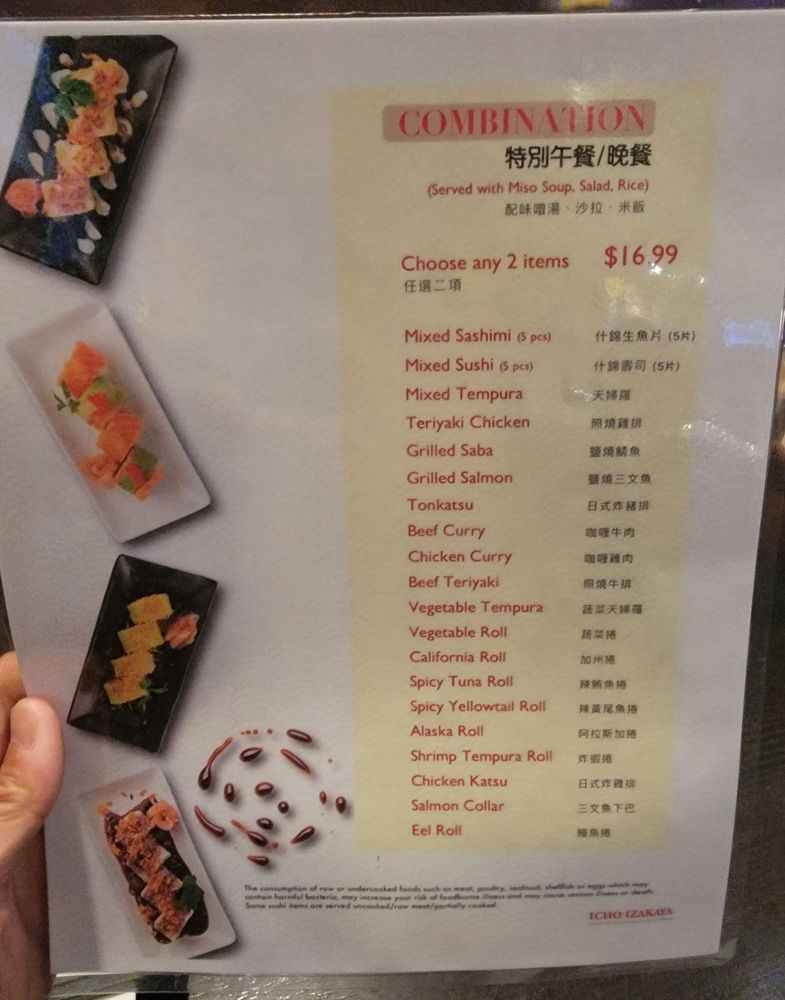 COMBINATION
特別午餐/晚餐
(Served with Miso Soup, Salad, Rice)
配味噌湯、沙拉、米飯
Choose any 2 items $16.99
任選二項
Mixed Sashimi (5 pcs) 什錦生魚片 (5片)
Mixed Sushi (5 pcs) 什錦壽司 (5片)
Mixed Tempura 天婦羅
Teriyaki Chicken 照燒雞排
Grilled Saba 鹽燒鯖魚
Grilled Salmon 鹽燒三文魚
Tonkatsu 日式炸豬排
Beef Curry 咖喱牛肉
Chicken Curry 咖喱雞肉
Beef Teriyaki 照燒牛排
Vegetable Tempura 蔬菜天婦羅
Vegetable Roll 蔬菜捲
California Roll 加州捲
Spicy Tuna Roll 辣鮪魚捲
Spicy Yellowtail Roll 辣黃尾魚捲
Alaska Roll 阿拉斯加捲
Shrimp Tempura Roll 炸蝦捲
Chicken Katsu 日式炸雞排
Salmon Collar 三文魚下巴
Eel Roll 鰻魚捲
The consumption of raw or undercooked foods such as meat, poultry, seafood, shellfish or eggs which may
contain harmful bacteria, may increase your risk of foodborne illness and may cause serious illness or death.
Some sushi items are served uncooked/raw meat/partially cooked.
ICHO IZAKAYA